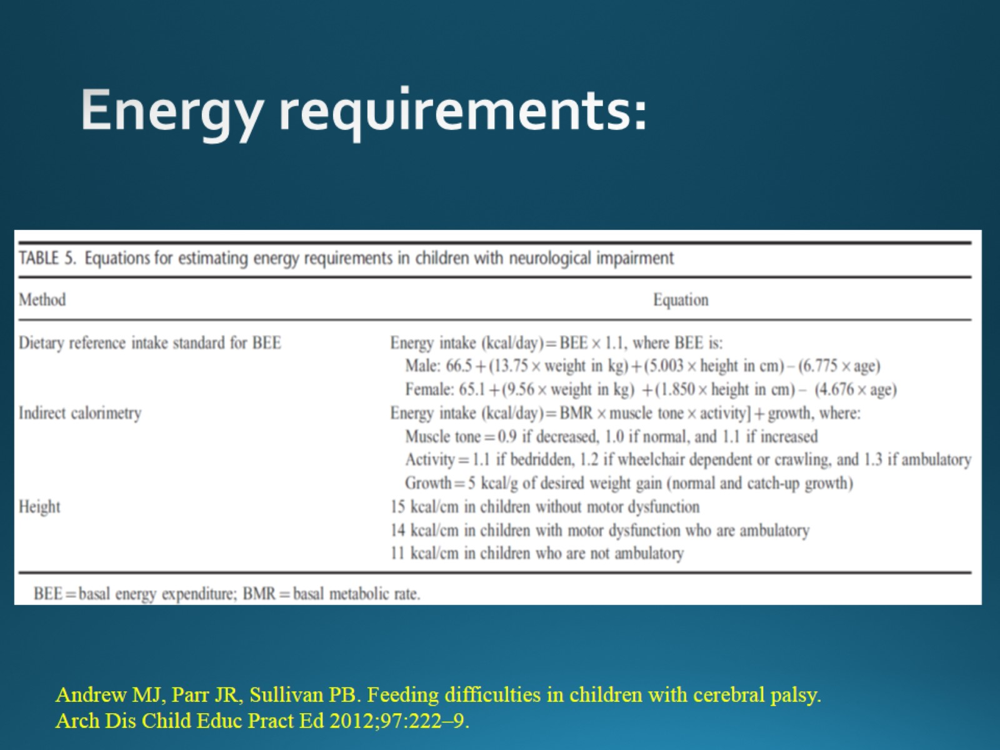 Energy requirements:
TABLE 5. Equations for estimating energy requirements in children with neurological impairment
Method Equation
Dietary reference intake standard for BEE Energy intake (kcal/day)=BEE × 1.1, where BEE is:
Male: 66.5+(13.75 × weight in kg)+(5.003 × height in cm)–(6.775 × age)
Female: 65.1+(9.56 × weight in kg) +(1.850 × height in cm)– (4.676 × age)
Indirect calorimetry Energy intake (kcal/day)=BMR × muscle tone × activity]+growth, where:
Muscle tone=0.9 if decreased, 1.0 if normal, and 1.1 if increased
Activity=1.1 if bedridden, 1.2 if wheelchair dependent or crawling, and 1.3 if ambulatory
Growth=5 kcal/g of desired weight gain (normal and catch-up growth)
Height 15 kcal/cm in children without motor dysfunction
14 kcal/cm in children with motor dysfunction who are ambulatory
11 kcal/cm in children who are not ambulatory
BEE=basal energy expenditure; BMR=basal metabolic rate.
Andrew MJ, Parr JR, Sullivan PB. Feeding difficulties in children with cerebral palsy.
Arch Dis Child Educ Pract Ed 2012;97:222–9.